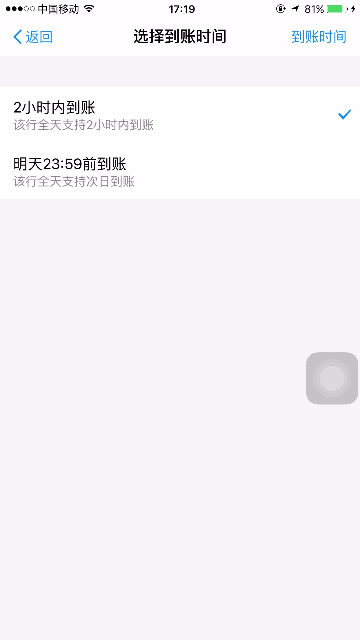 中国移动 17:19 81%
返回 选择到账时间 到账时间
2小时内到账
该行全天支持2小时内到账
明天23:59前到账
该行全天支持次日到账